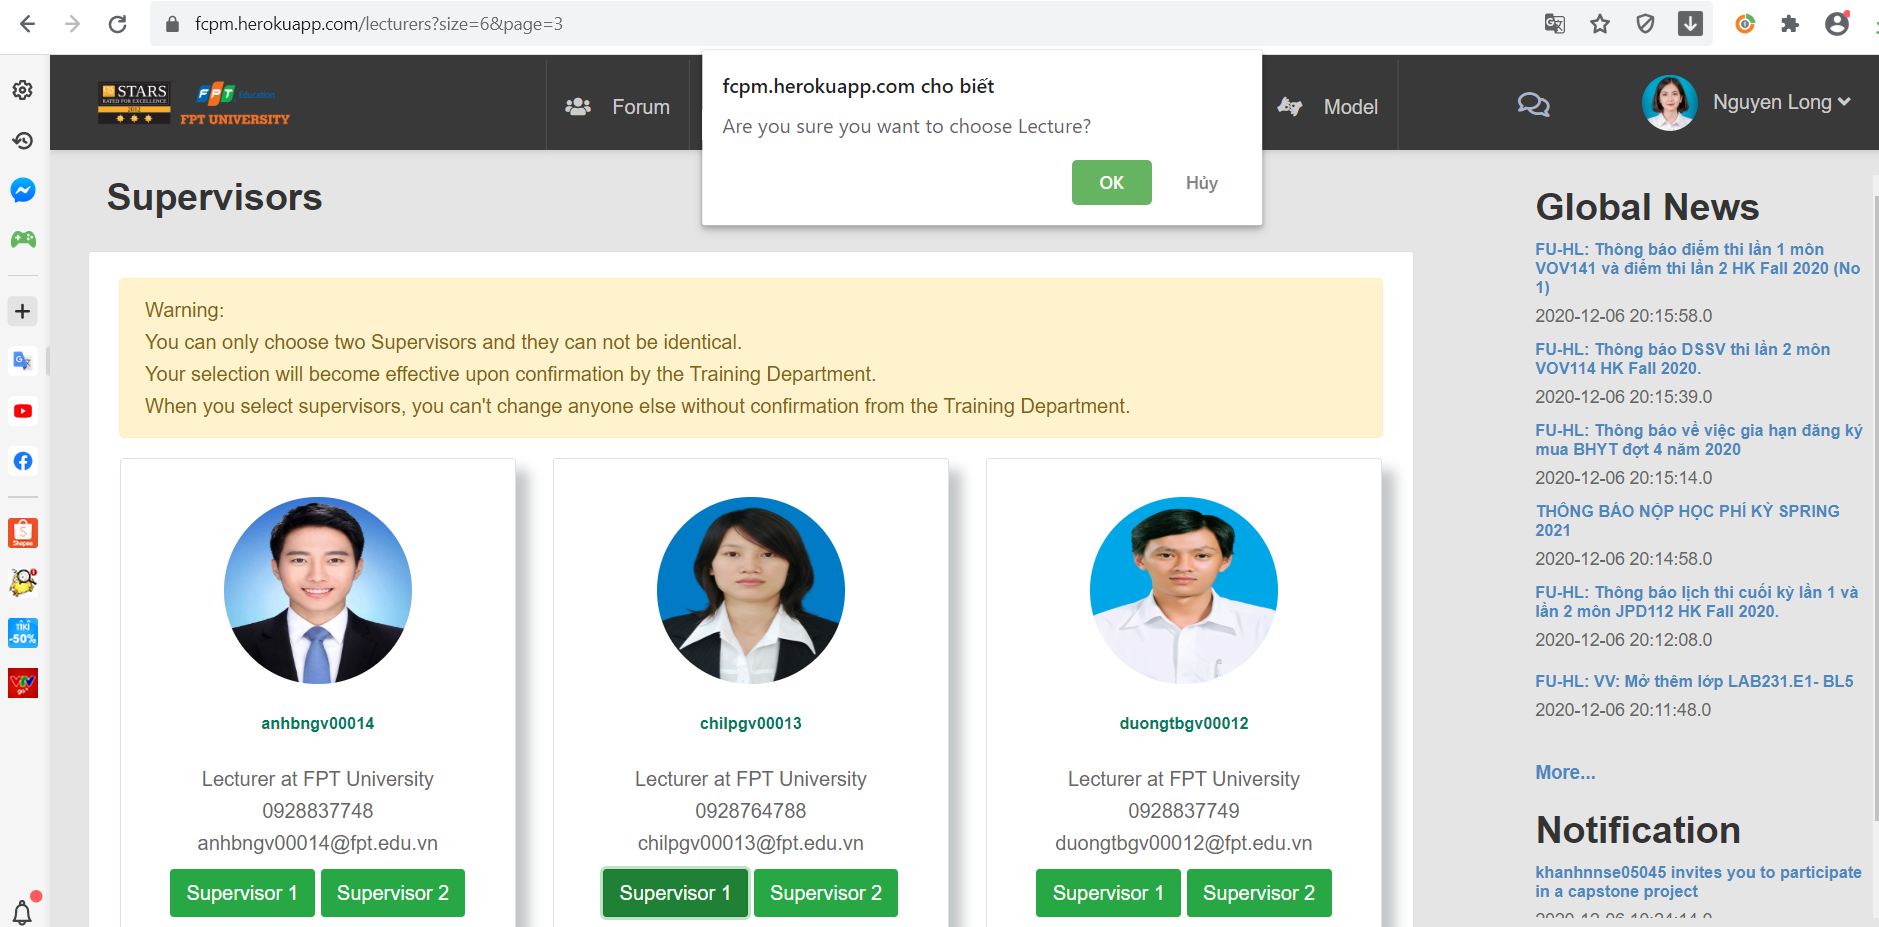 fcpm.herokuapp.com/lecturers?size=6&page=3
STARS
RATED FOR EXCELLENCE
2012
FPT Education
FPT UNIVERSITY
Forum
Model
Nguyen Long
fcpm.herokuapp.com cho biết
Are you sure you want to choose Lecture?
OK
Hủy
Supervisors
Warning:
You can only choose two Supervisors and they can not be identical.
Your selection will become effective upon confirmation by the Training Department.
When you select supervisors, you can't change anyone else without confirmation from the Training Department.
anhbngv00014
Lecturer at FPT University
0928837748
anhbngv00014@fpt.edu.vn
Supervisor 1
Supervisor 2
chilpgv00013
Lecturer at FPT University
0928764788
chilpgv00013@fpt.edu.vn
Supervisor 1
Supervisor 2
duongtbgv00012
Lecturer at FPT University
0928837749
duongtbgv00012@fpt.edu.vn
Supervisor 1
Supervisor 2
Global News
FU-HL: Thông báo điểm thi lần 1 môn
VOV141 và điểm thi lần 2 HK Fall 2020 (No
1)
2020-12-06 20:15:58.0
FU-HL: Thông báo DSSV thi lần 2 môn
VOV114 HK Fall 2020.
2020-12-06 20:15:39.0
FU-HL: Thông báo về việc gia hạn đăng ký
mua BHYT đợt 4 năm 2020
2020-12-06 20:15:14.0
THÔNG BÁO NỘP HỌC PHÍ KỲ SPRING
2021
2020-12-06 20:14:58.0
FU-HL: Thông báo lịch thi cuối kỳ lần 1 và
lần 2 môn JPD112 HK Fall 2020.
2020-12-06 20:12:08.0
FU-HL: VV: Mở thêm lớp LAB231.E1- BL5
2020-12-06 20:11:48.0
More...
Notification
khanhnnse05045 invites you to participate
in a capstone project
Shopee
TIKI
-50%
VTV
go